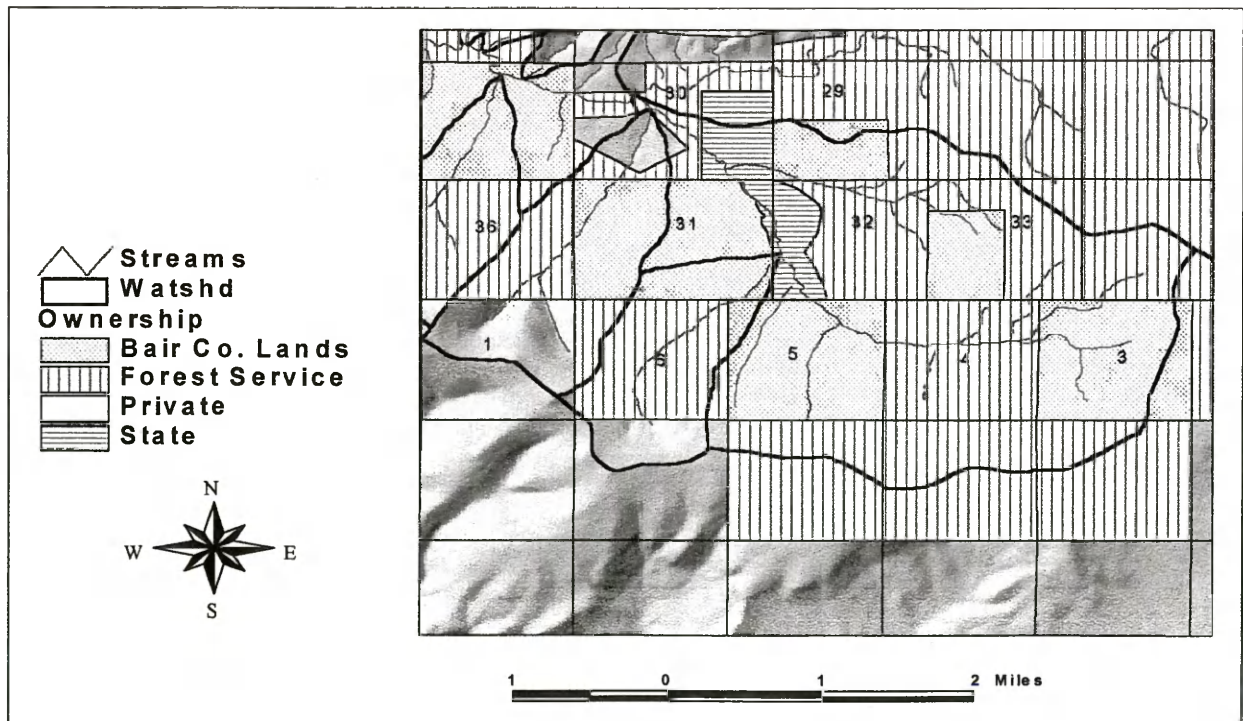 Streams
Watshd
Ownership
Bair Co. Lands
Forest Service
Private
State
N
W E
S
30 29
36 31 32 33
1 6 5 4 3
1 0 1 2 Miles